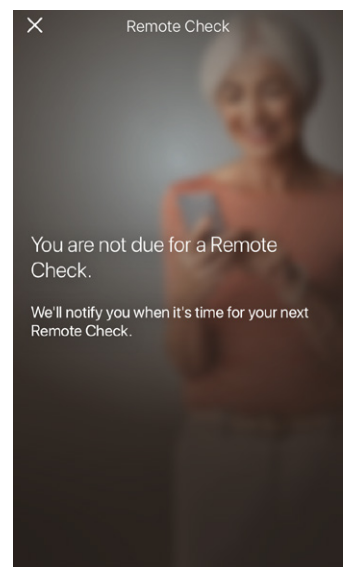 Remote Check
You are not due for a Remote
Check.
We'll notify you when it's time for your next
Remote Check.